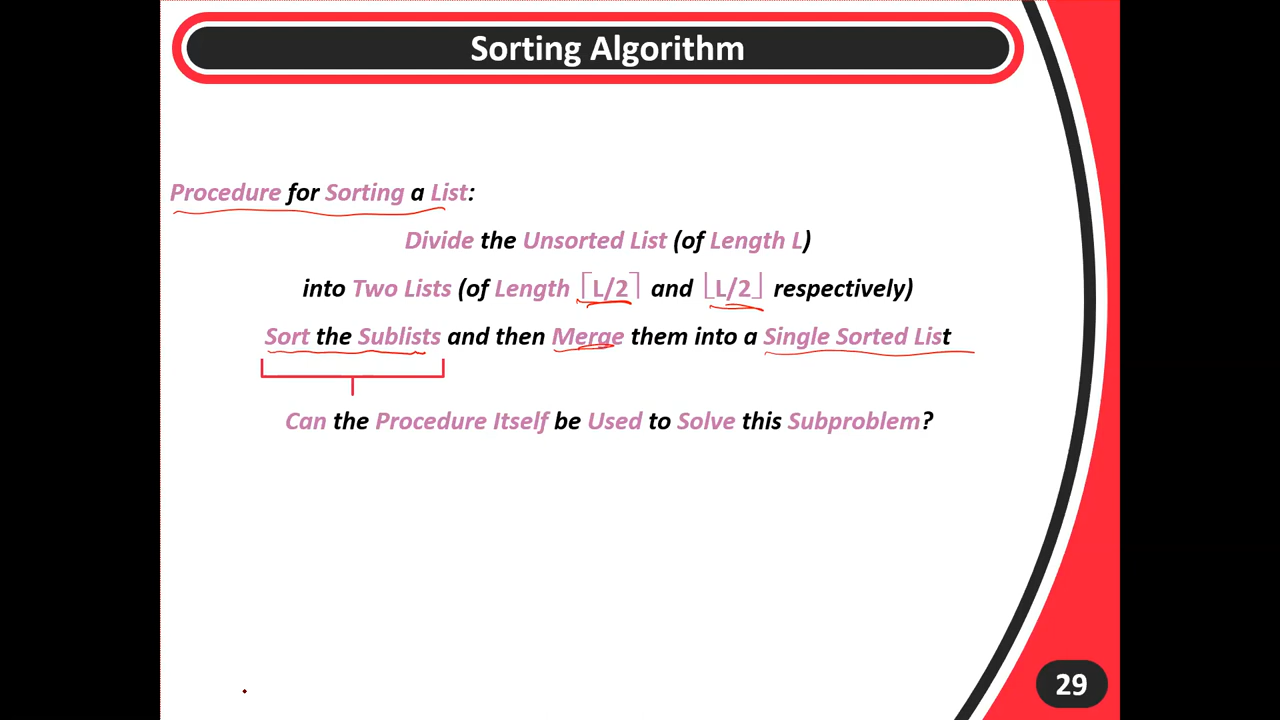 Sorting Algorithm
Procedure for Sorting a List:
Divide the Unsorted List (of Length L)
into Two Lists (of Length ⌈L/2⌉ and ⌊L/2⌋ respectively)
Sort the Sublists and then Merge them into a Single Sorted List
Can the Procedure Itself be Used to Solve this Subproblem?
29